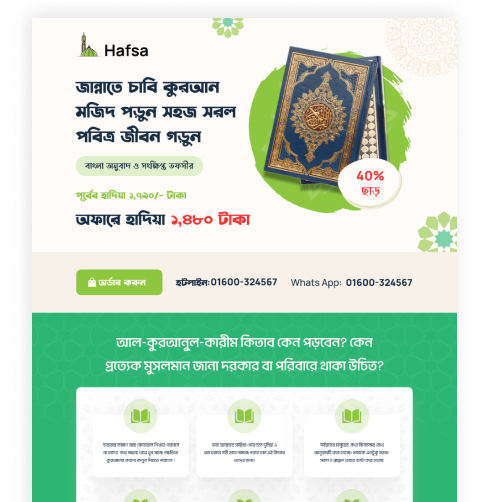 Hafsa
জান্নাতে চাবি কুরআন
মজিদ পড়ুন সহজ সরল
পবিত্র জীবন গড়ুন
বাংলা অনুবাদ ও সংক্ষিপ্ত তফসীর
পূর্বের হাদিয়া ১,৭৯০/- টাকা
অফারে হাদিয়া ১,৪৮০ টাকা
40%
ছাড়
অর্ডার করুন
হটলাইন:01600-324567
Whats App: 01600-324567
আল-কুরআনুল-কারীম কিতাব কেন পড়বেন? কেন
প্রত্যেক মুসলমান জানা দরকার বা পরিবারে থাকা উচিত?